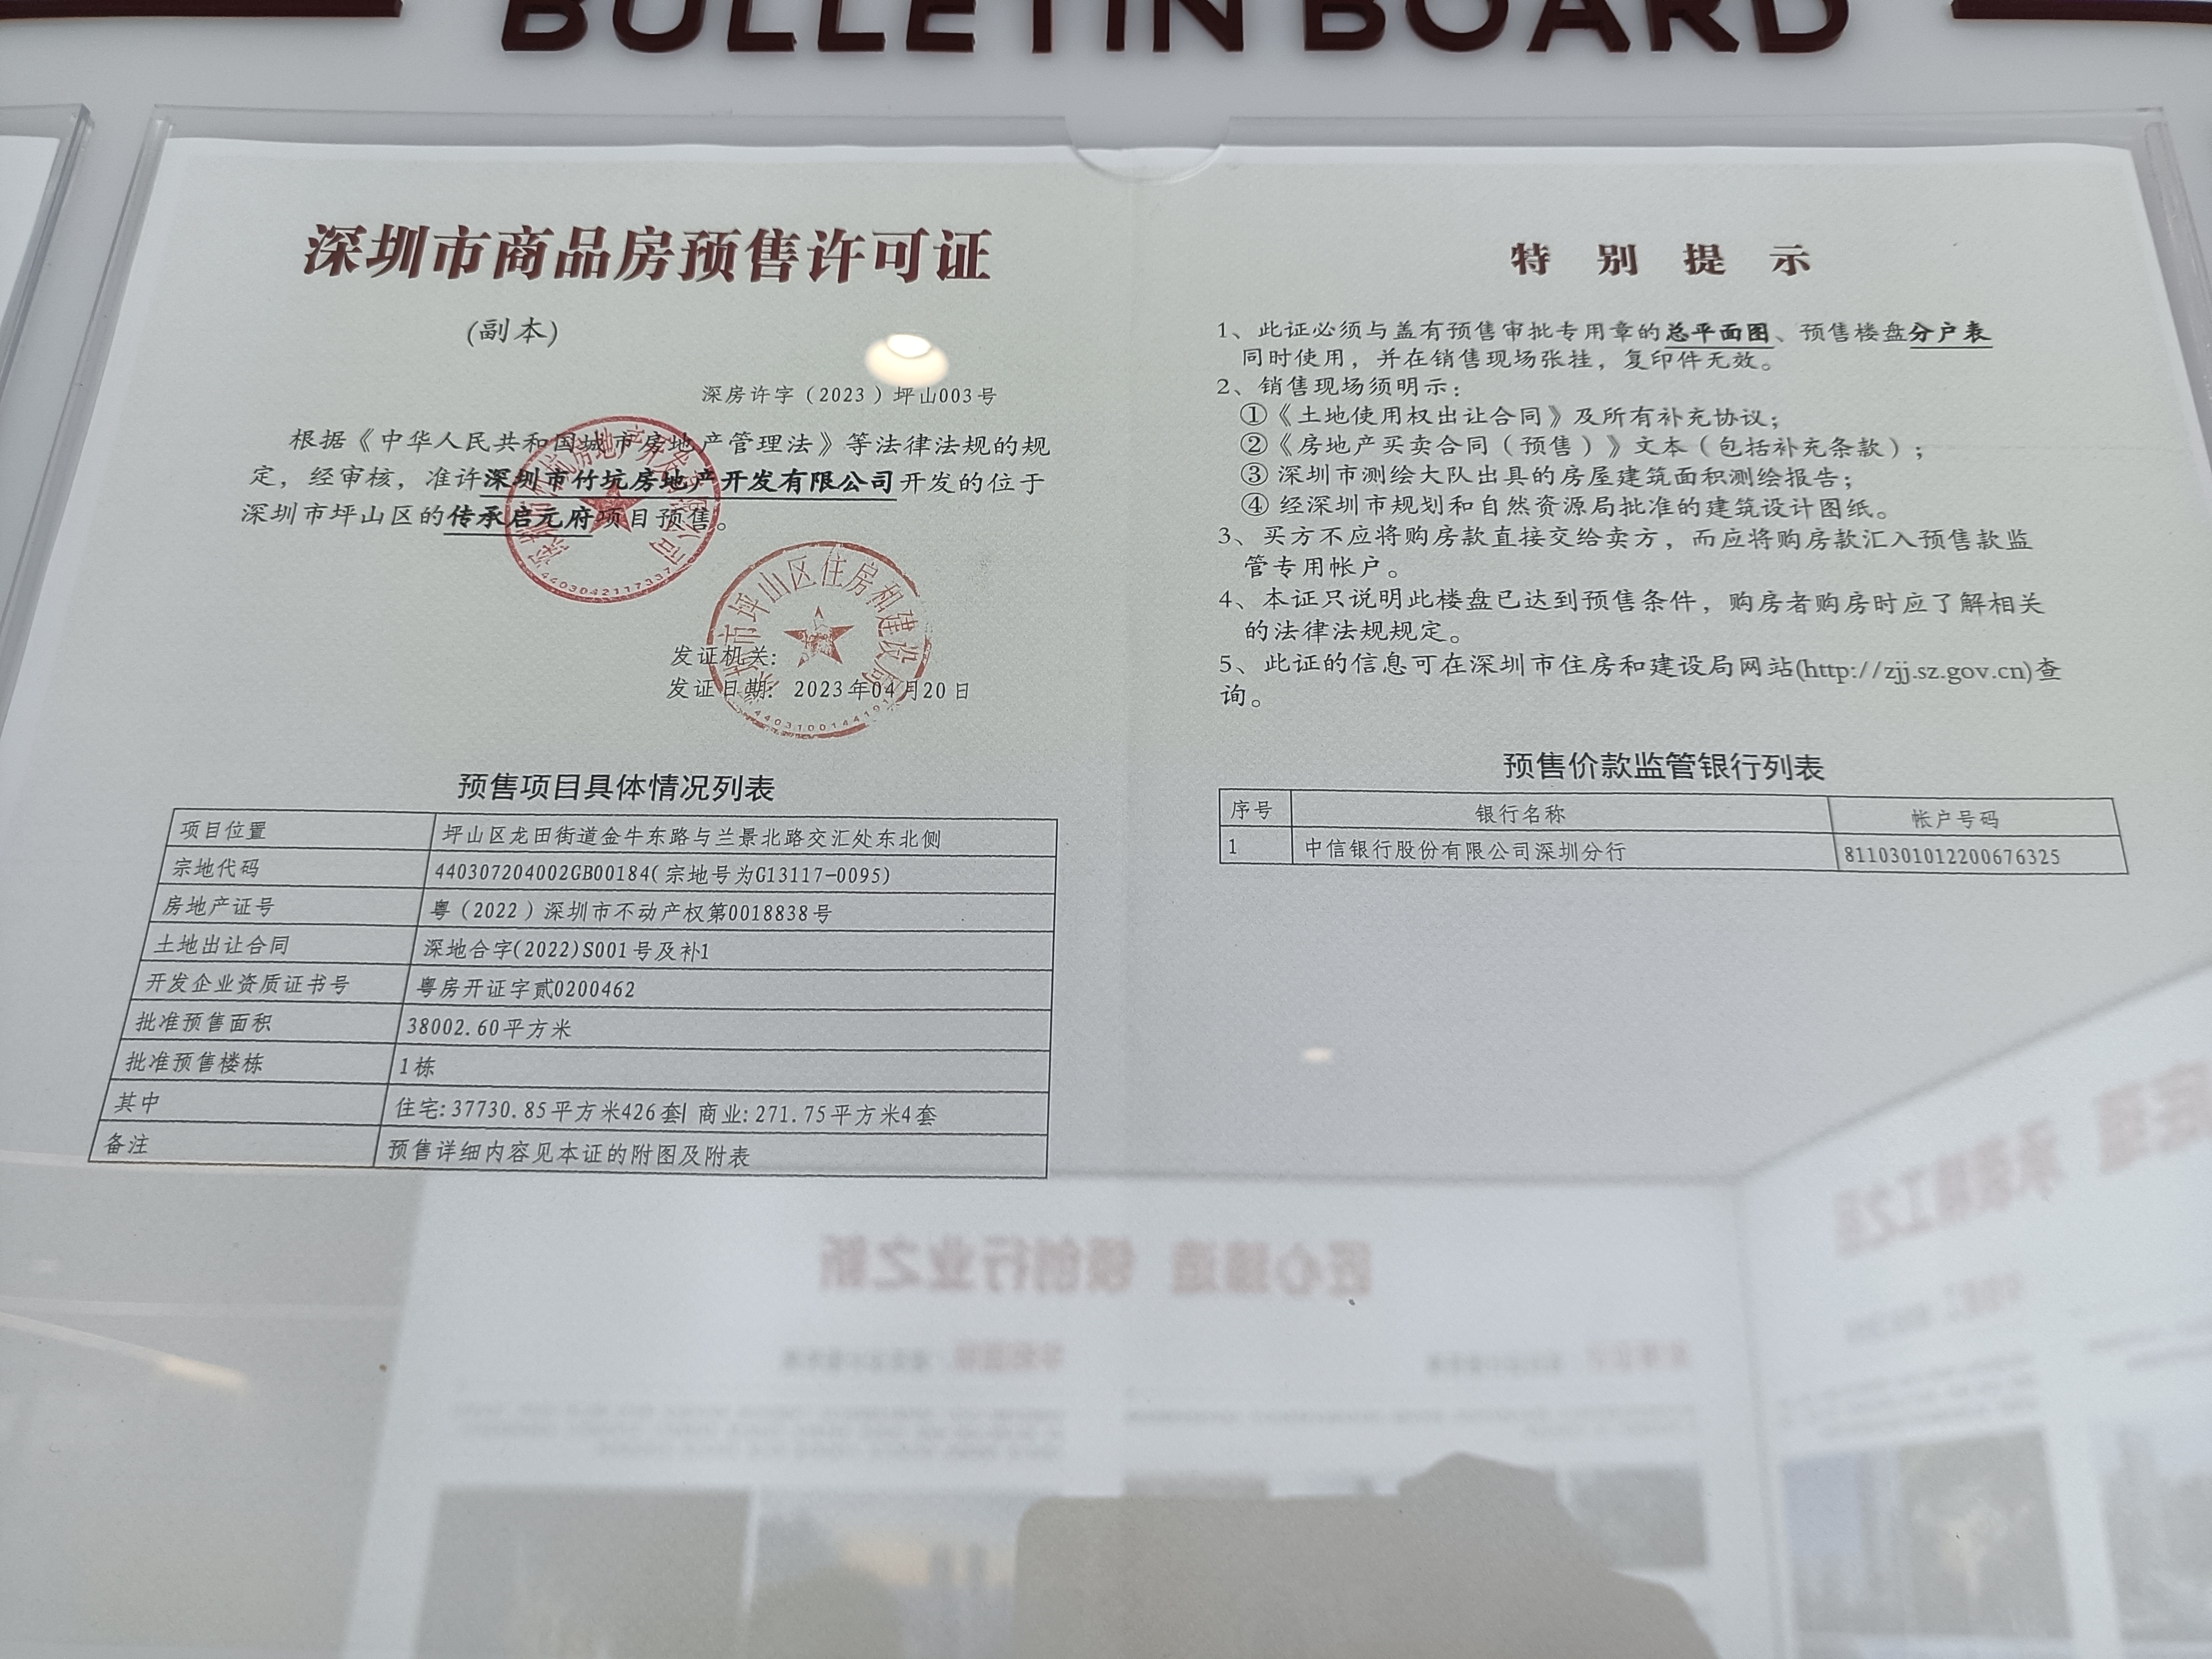 BULLETIN BOARD
深圳市商品房预售许可证
(副本)
深房许字（2023）坪山003号
根据《中华人民共和国城市房地产管理法》等法律法规的规
定，经审核，准许深圳市竹坑房地产开发有限公司开发的位于
深圳市坪山区的传承启元府项目预售。
4403042117337
市坪山区住房和建设局
发证机关:
发证日期: 2023年04月20日
预售项目具体情况列表
项目位置 坪山区龙田街道金牛东路与兰景北路交汇处东北侧
宗地代码 440307204002GB00184(宗地号为G13117-0095)
房地产证号 粤（2022）深圳市不动产权第0018838号
土地出让合同 深地合字(2022)S001号及补1
开发企业资质证书号 粤房开证字贰0200462
批准预售面积 38002.60平方米
批准预售楼栋 1栋
其中 住宅:37730.85平方米426套| 商业:271.75平方米4套
备注 预售详细内容见本证的附图及附表
特别提示
1、此证必须与盖有预售审批专用章的总平面图、预售楼盘分户表
同时使用，并在销售现场张挂，复印件无效。
2、销售现场须明示：
①《土地使用权出让合同》及所有补充协议；
②《房地产买卖合同（预售）》文本（包括补充条款）；
③ 深圳市测绘大队出具的房屋建筑面积测绘报告；
④ 经深圳市规划和自然资源局批准的建筑设计图纸。
3、买方不应将购房款直接交给卖方，而应将购房款汇入预售款监
管专用帐户。
4、本证只说明此楼盘已达到预售条件，购房者购房时应了解相关
的法律法规规定。
5、此证的信息可在深圳市住房和建设局网站(http://zjj.sz.gov.cn)查
询。
预售价款监管银行列表
序号 银行名称 帐户号码
1 中信银行股份有限公司深圳分行 8110301012200676325
匠心臻造 领创行业之新